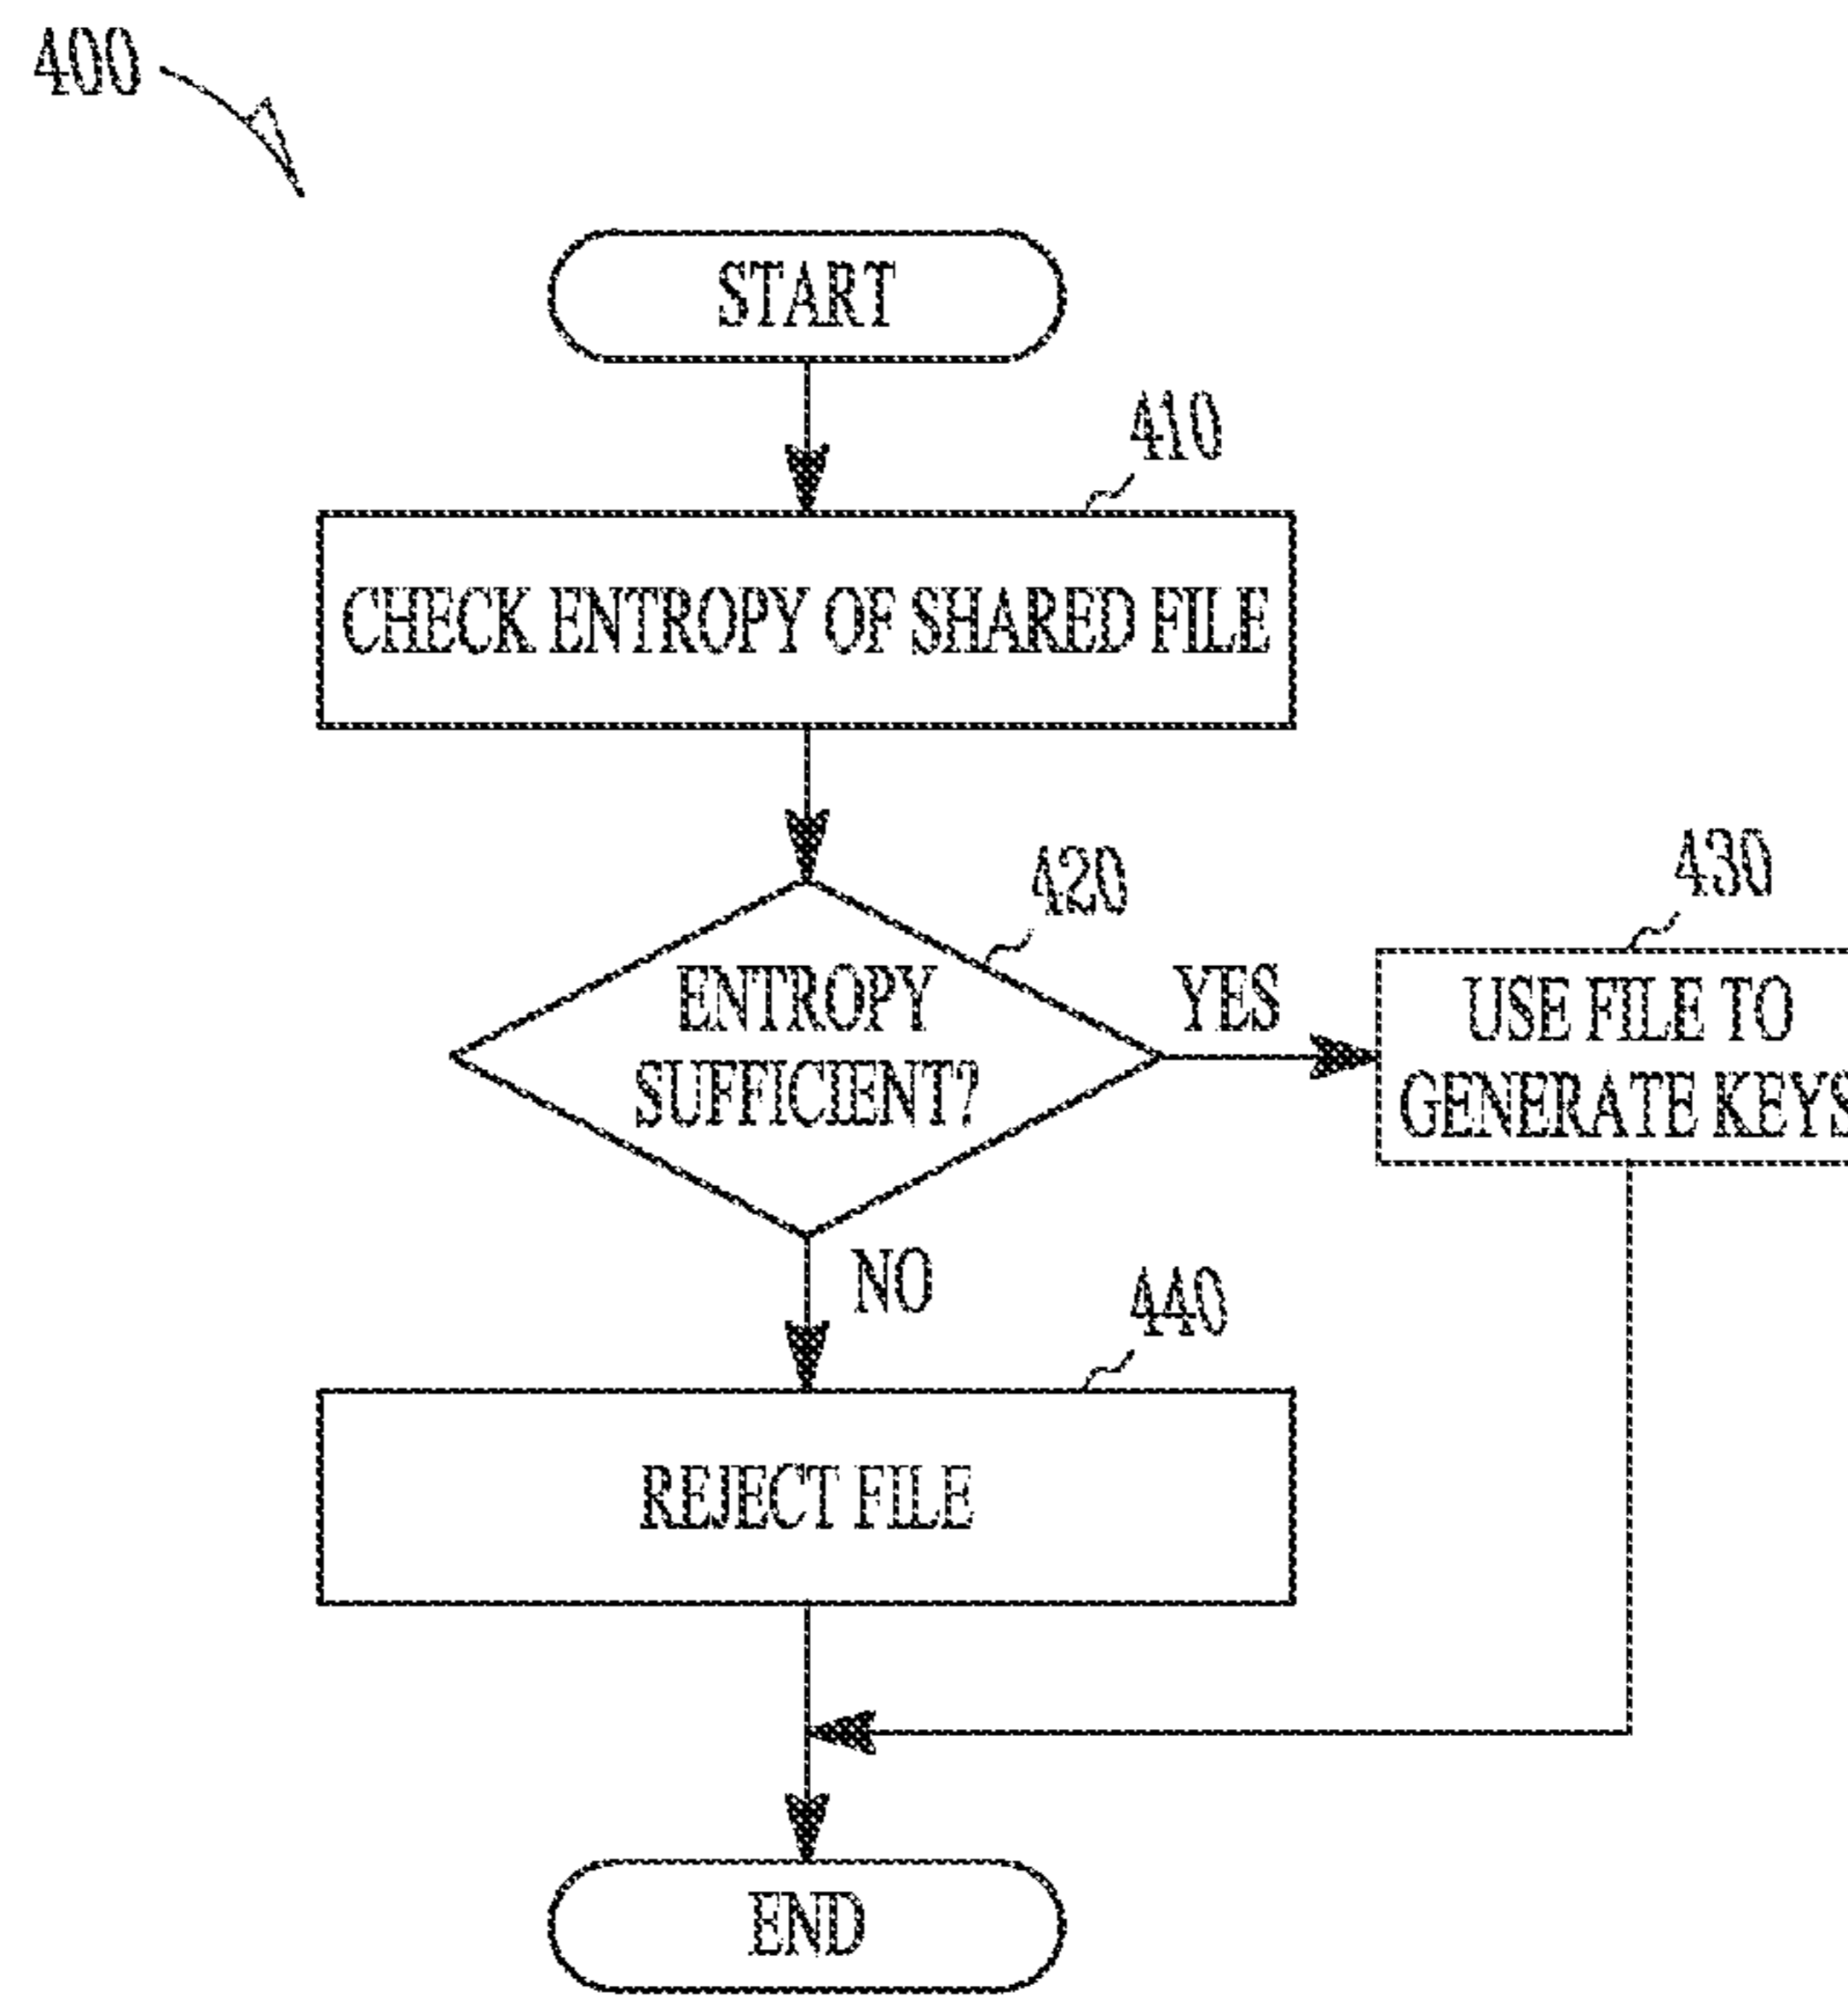 400
START
410
CHECK ENTROPY OF SHARED FILE
420
ENTROPY
SUFFICIENT?
YES
430
USE FILE TO
GENERATE KEYS
NO
440
REJECT FILE
END